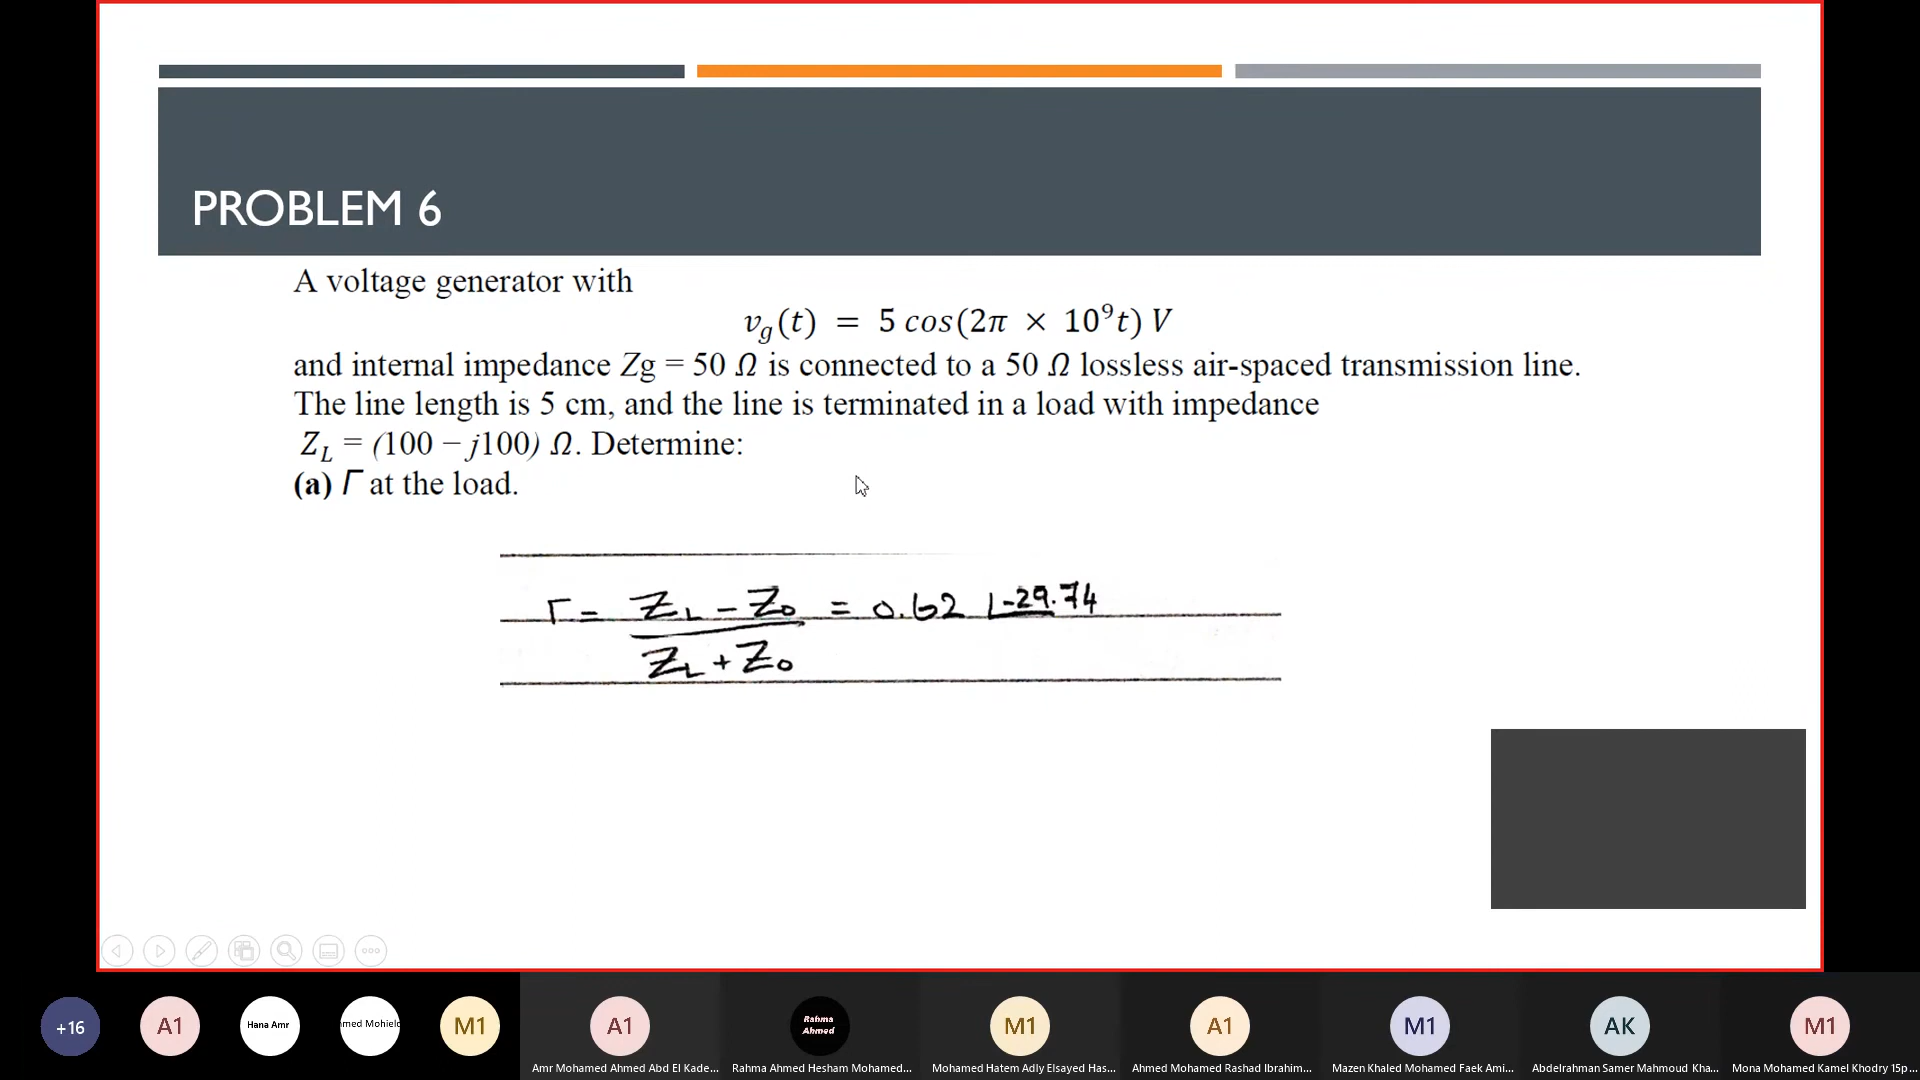 PROBLEM 6
A voltage generator with
v_g(t) = 5 cos(2π × 10⁹t) V
and internal impedance Zg = 50 Ω is connected to a 50 Ω lossless air-spaced transmission line.
The line length is 5 cm, and the line is terminated in a load with impedance
Z_L = (100 − j100) Ω. Determine:
(a) Γ at the load.
Γ = (Z_L − Z_0) / (Z_L + Z_0) = 0.62 ∠-29.74
+16
A1
Hana Amr
M1
A1
Rahma
Ahmed
M1
A1
M1
AK
M1
Amr Mohamed Ahmed Abd El Kade...
Rahma Ahmed Hesham Mohamed...
Mohamed Hatem Adly Elsayed Has...
Ahmed Mohamed Rashad Ibrahim...
Mazen Khaled Mohamed Faek Ami...
Abdelrahman Samer Mahmoud Kha...
Mona Mohamed Kamel Khodry 15p...